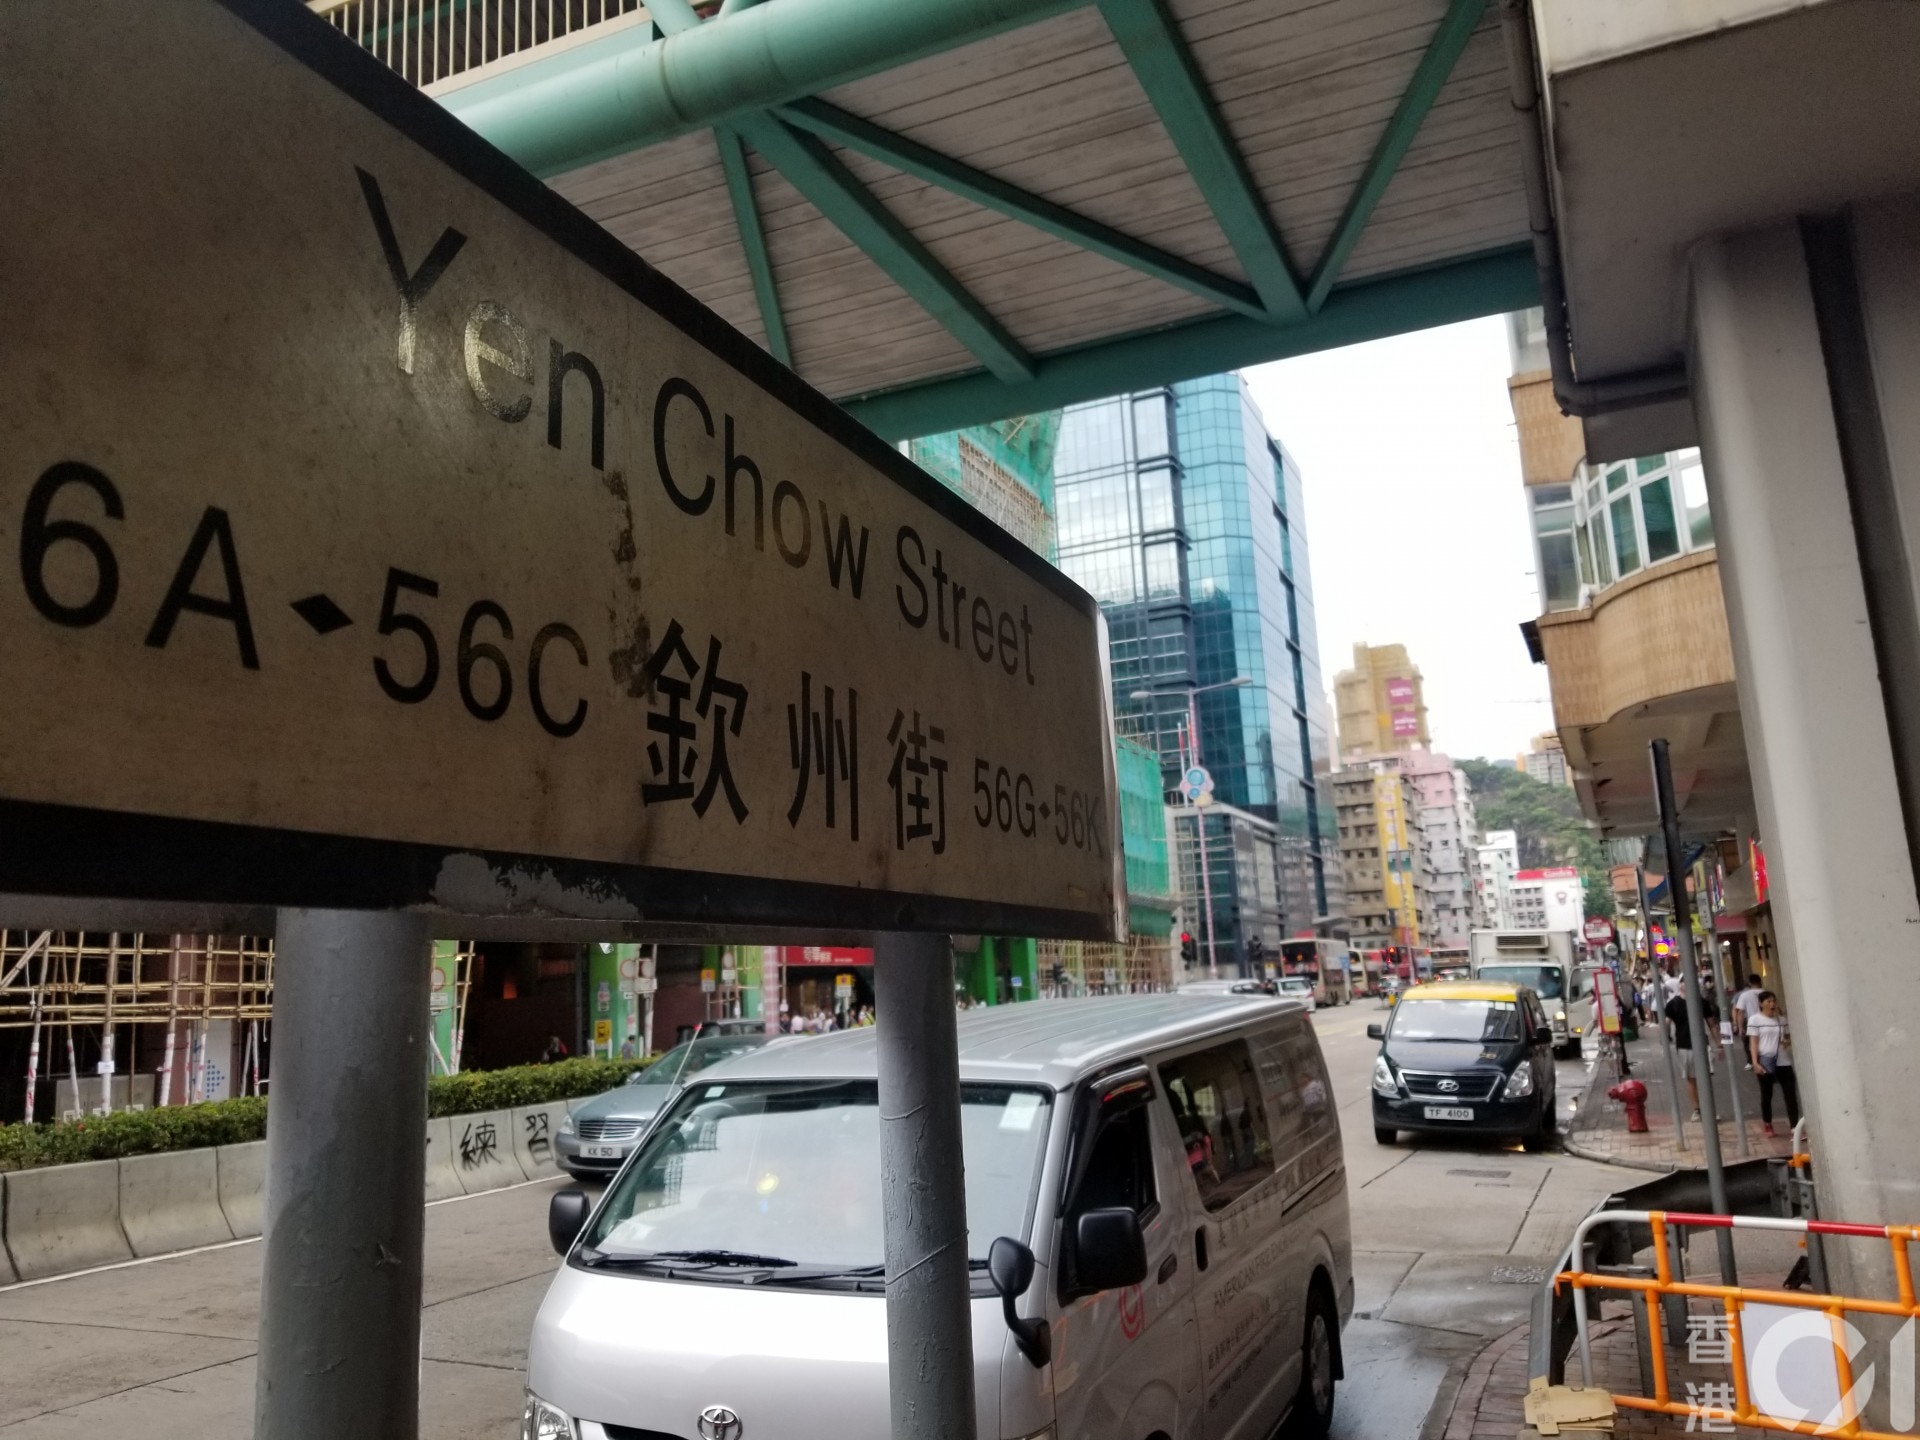 Yen Chow Street
6A◆56C 欽州街 56G◆56K
Garden
練習
KK 50
TF 4100
香港01